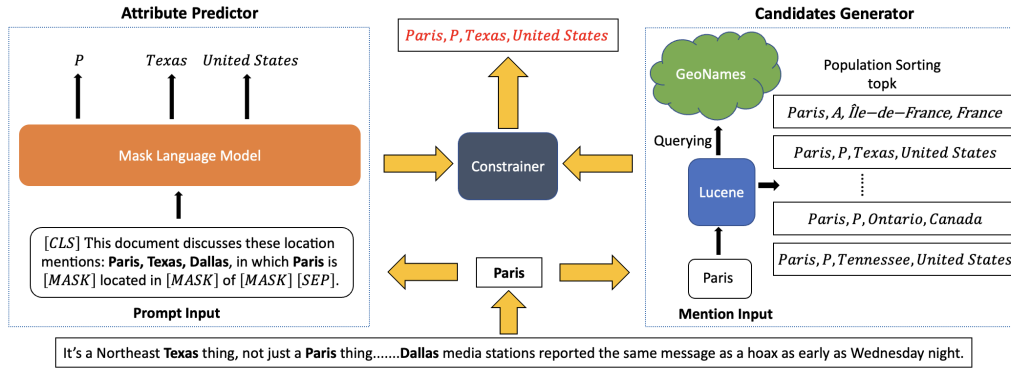 Attribute Predictor
P
Texas
United States
Mask Language Model
[CLS] This document discusses these location
mentions: Paris, Texas, Dallas, in which Paris is
[MASK] located in [MASK] of [MASK] [SEP].
Prompt Input
Paris, P, Texas, United States
Constrainer
Paris
Candidates Generator
GeoNames
Querying
Lucene
Paris
Mention Input
Population Sorting
topk
Paris, A, Île-de-France, France
Paris, P, Texas, United States
Paris, P, Ontario, Canada
Paris, P, Tennessee, United States
It's a Northeast Texas thing, not just a Paris thing.......Dallas media stations reported the same message as a hoax as early as Wednesday night.